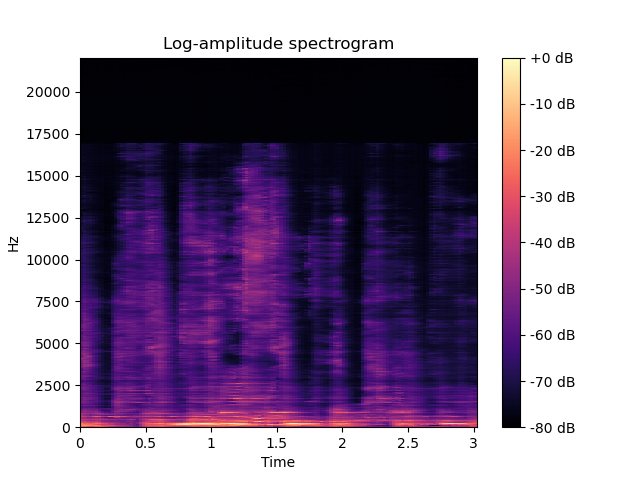 Log-amplitude spectrogram
Hz
20000
17500
15000
12500
10000
7500
5000
2500
0
0 0.5 1 1.5 2 2.5 3
Time
+0 dB
-10 dB
-20 dB
-30 dB
-40 dB
-50 dB
-60 dB
-70 dB
-80 dB